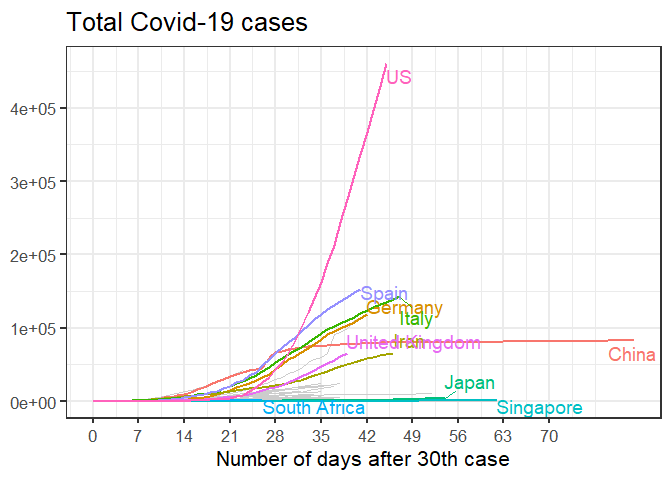 Total Covid-19 cases
US
4e+05
3e+05
2e+05
Spain
Germany
Italy
1e+05
United Kingdom
Iran
China
Japan
0e+00
South Africa
Singapore
0 7 14 21 28 35 42 49 56 63 70
Number of days after 30th case